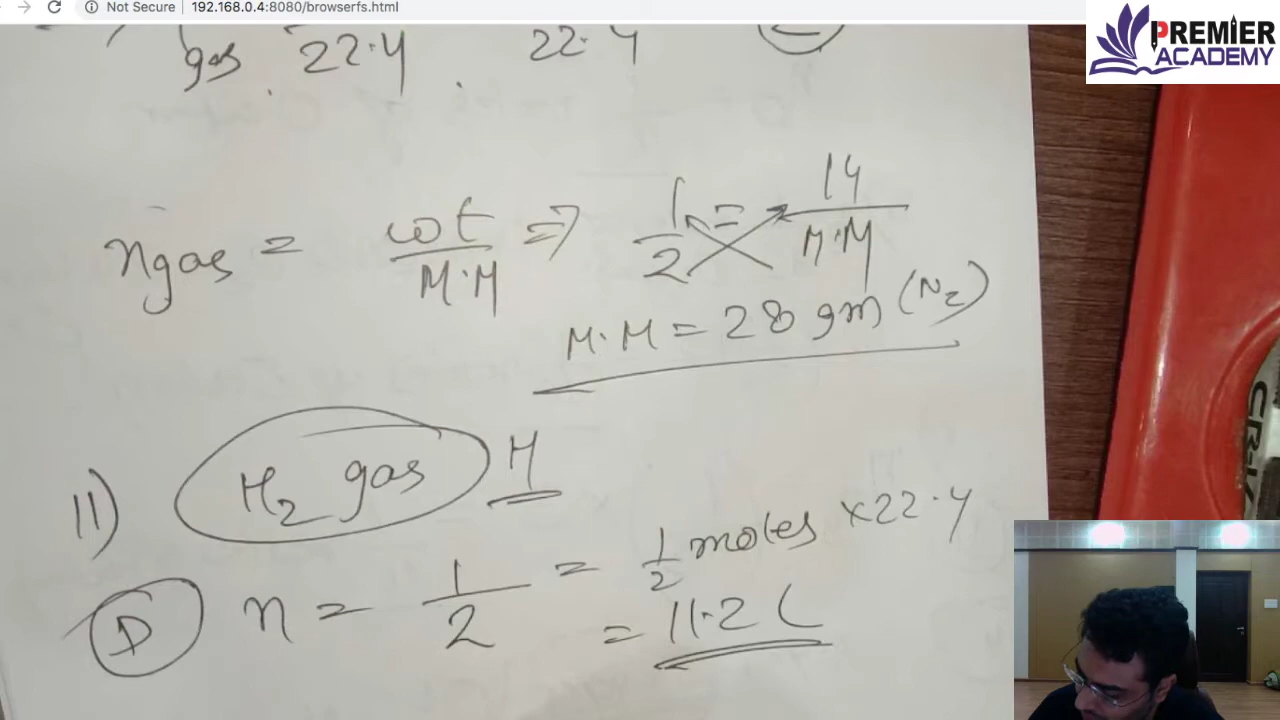 Not Secure | 192.168.0.4:8080/browserfs.html
PREMIER
ACADEMY
gas 22.4 . 22.4
n gas = wt / M.M => 1/2 = 14 / M.M
M.M = 28 gm (N2)
11) H2 gas H
D n = 1/2 = 1/2 moles x 22.4
= 11.2 L